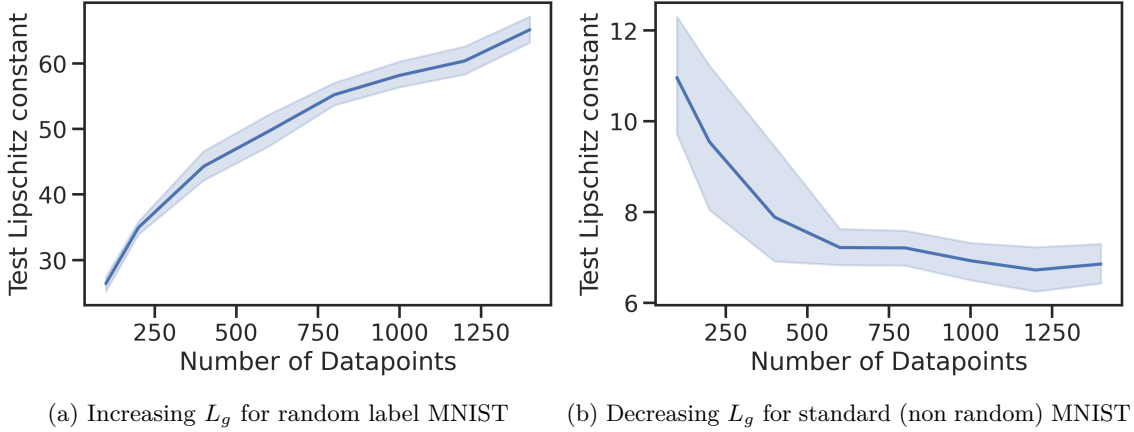 Test Lipschitz constant
60
50
40
30
250 500 750 1000 1250
Number of Datapoints
(a) Increasing L_g for random label MNIST
Test Lipschitz constant
12
10
8
6
250 500 750 1000 1250
Number of Datapoints
(b) Decreasing L_g for standard (non random) MNIST